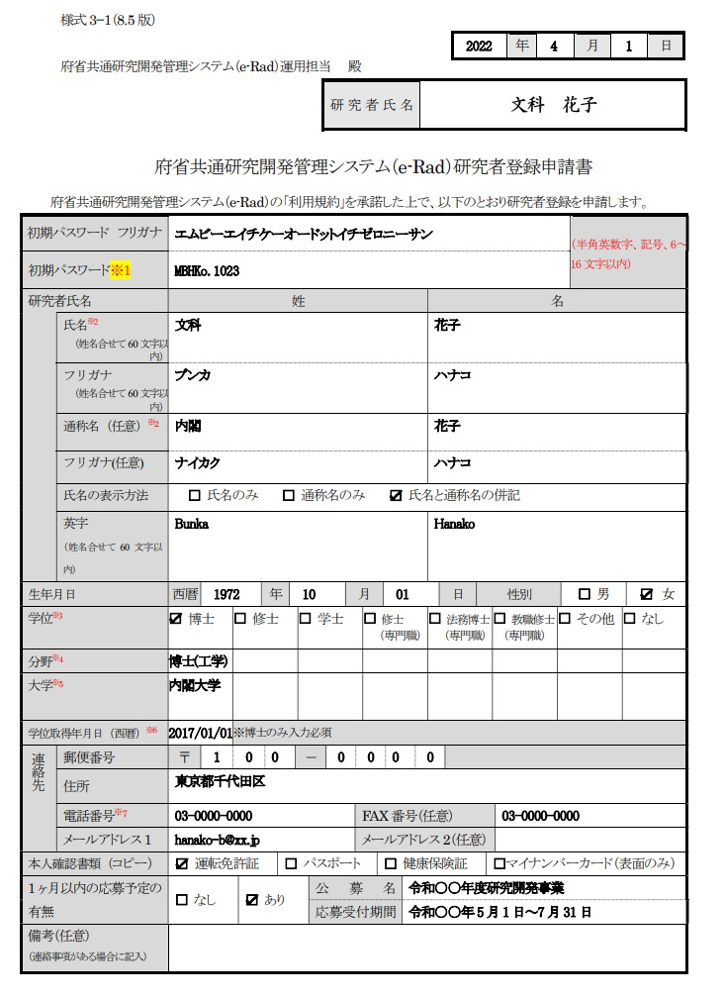 様式3-1(8.5版)
2022 年 4 月 1 日
府省共通研究開発管理システム(e-Rad)運用担当 殿
研究者氏名 文科 花子
府省共通研究開発管理システム(e-Rad)研究者登録申請書
府省共通研究開発管理システム(e-Rad)の「利用規約」を承諾した上で、以下のとおり研究者登録を申請します。
初期パスワード フリガナ エムビーエイチケーオードットイチゼロニーサン
(半角英数字、記号、6~
16文字以内)
初期パスワード※1 MBHKo.1023
研究者氏名 姓 名
氏名※2 文科 花子
(姓名合せて60文字以
内)
フリガナ ブンカ ハナコ
(姓名合せて60文字以
内)
通称名(任意)※2 内閣 花子
フリガナ(任意) ナイカク ハナコ
氏名の表示方法 □ 氏名のみ □ 通称名のみ ☑ 氏名と通称名の併記
英字 Bunka Hanako
(姓名合せて60文字以
内)
生年月日 西暦 1972 年 10 月 01 日 性別 □ 男 ☑ 女
学位※3 ☑ 博士 □ 修士 □ 学士 □ 修士 □ 法務博士 □ 教職修士 □ その他 □ なし
(専門職) (専門職) (専門職)
分野※4 博士(工学)
大学※5 内閣大学
学位取得年月日(西暦)※6 2017/01/01 ※博士のみ入力必須
連絡先 郵便番号 〒 1 0 0 - 0 0 0 0
住所 東京都千代田区
電話番号※7 03-0000-0000 FAX番号(任意) 03-0000-0000
メールアドレス1 hanako-b@xx.jp メールアドレス2(任意)
本人確認書類(コピー) ☑ 運転免許証 □ パスポート □ 健康保険証 □マイナンバーカード(表面のみ)
1ヶ月以内の応募予定の
有無 □ なし ☑ あり
公募名 令和〇〇年度研究開発事業
応募受付期間 令和〇〇年5月1日~7月31日
備考(任意)
(連絡事項がある場合に記入)